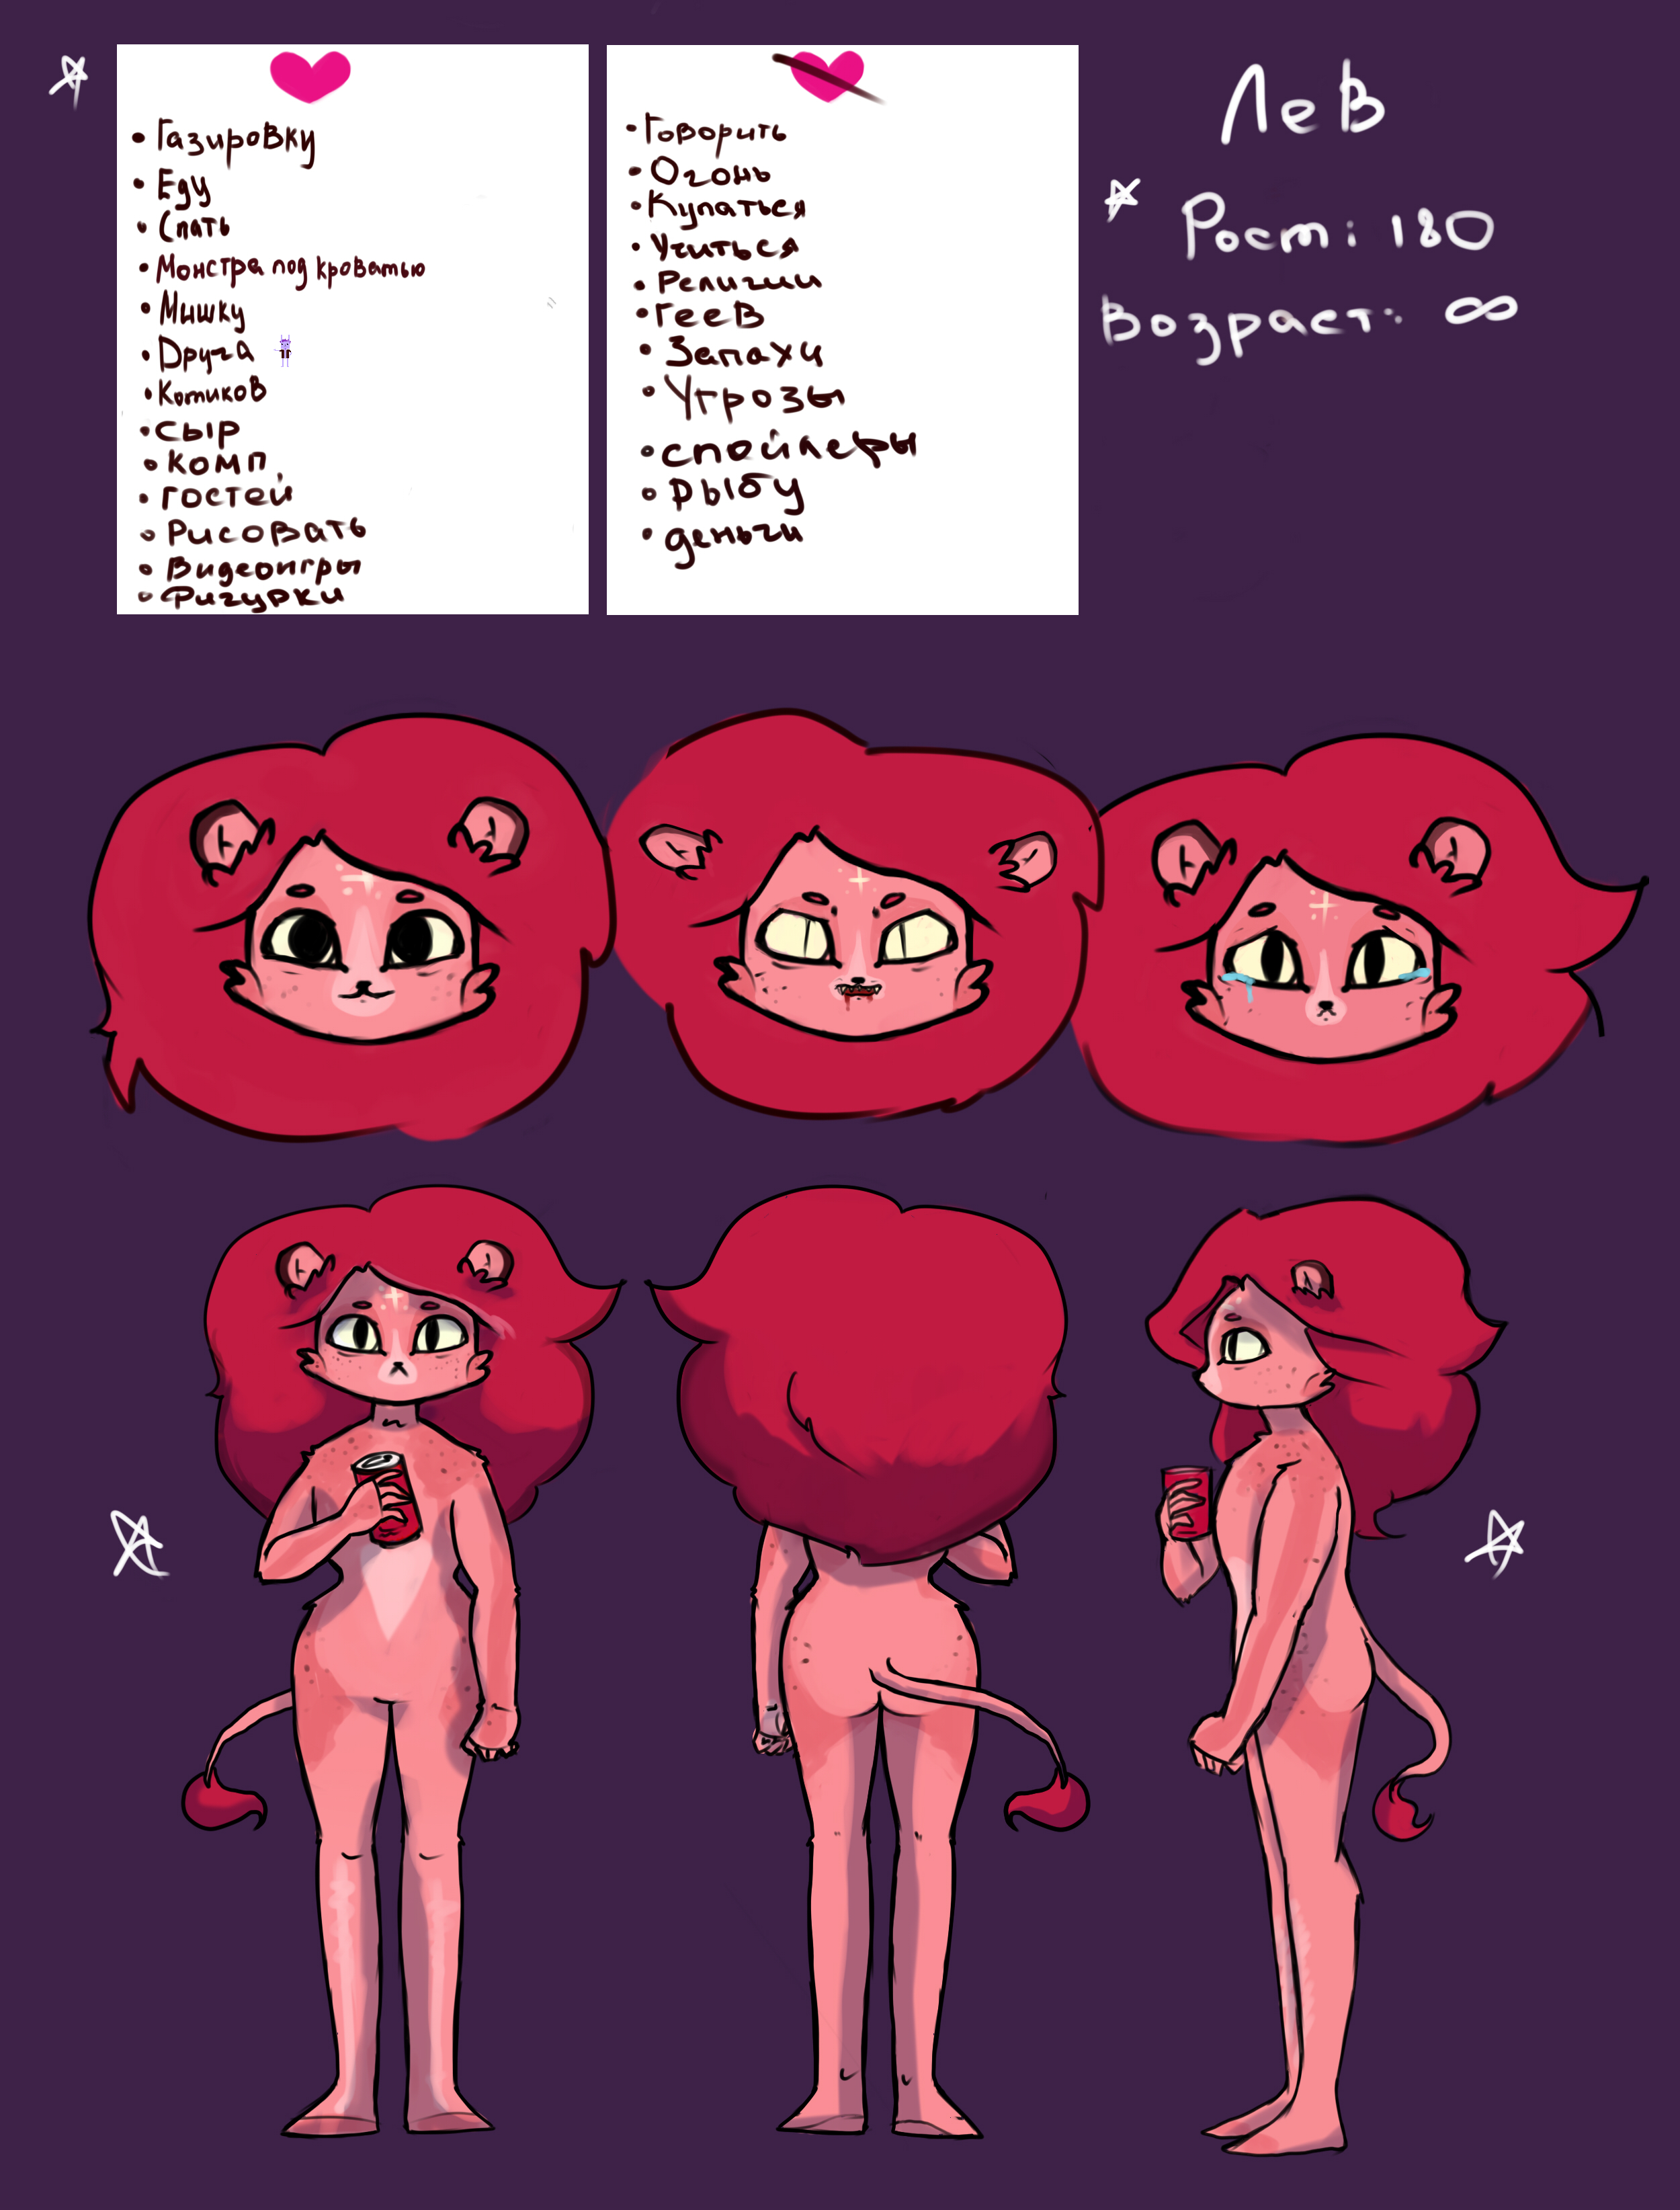 • Газировку
• Еду
• Спать
• Монстра под кроватью
• Мишку
• Друга
• Котиков
• сыр
• комп
• гостей
• Рисовать
• Видеоигры
• Фигурки
• Говорить
• Огонь
• Купаться
• Учиться
• Религии
• Геев
• Запахи
• Угрозы
• спойлеры
• рыбу
• деньги
Лев
Рост: 180
Возраст: ∞